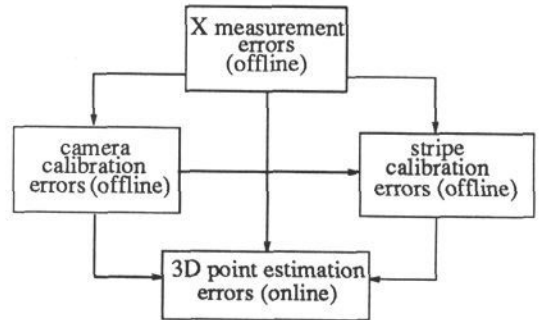 X measurement
errors
(offline)
camera
calibration
errors (offline)
stripe
calibration
errors (offline)
3D point estimation
errors (online)